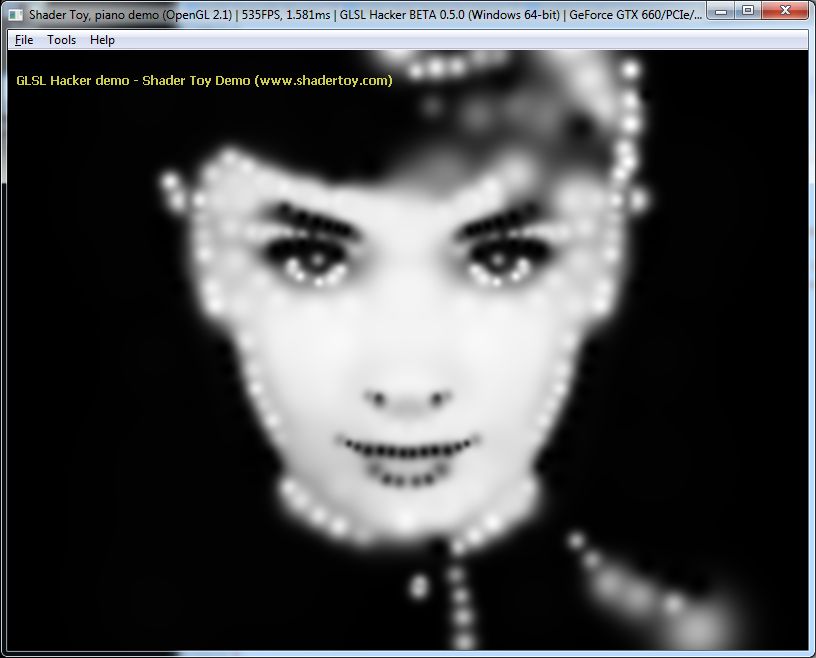 Shader Toy, piano demo (OpenGL 2.1) | 535FPS, 1.581ms | GLSL Hacker BETA 0.5.0 (Windows 64-bit) | GeForce GTX 660/PCIe/...
File Tools Help
GLSL Hacker demo - Shader Toy Demo (www.shadertoy.com)